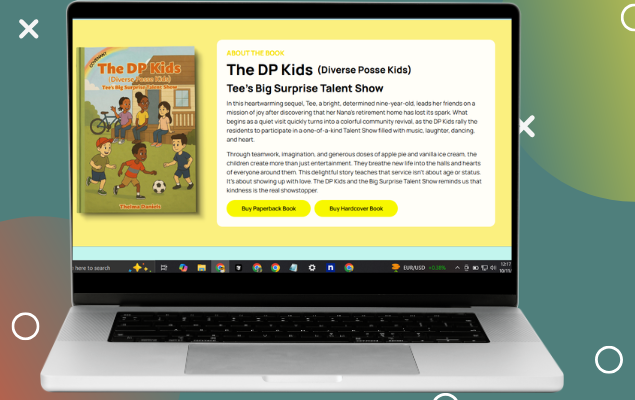 The DP Kids
(Diverse Posse Kids)
Tee's Big Surprise Talent Show
ABOUT THE BOOK
The DP Kids (Diverse Posse Kids)
Tee's Big Surprise Talent Show
In this heartwarming sequel, Tee, a bright, determined nine-year-old, leads her friends on a
mission of joy after discovering that her Nana's retirement home has lost its spark. What
begins as a quiet visit quickly turns into a colorful community revival, as the DP Kids rally the
residents to participate in a one-of-a-kind Talent Show filled with music, laughter, dancing,
and heart.
Through teamwork, imagination, and generous doses of apple pie and vanilla ice cream, the
children create more than just entertainment. They breathe new life into the halls and hearts
of everyone around them. This delightful story teaches that service isn't about age or status.
It's about showing up with love. The DP Kids and the Big Surprise Talent Show reminds us that
kindness is the real showstopper.
Buy Paperback Book
Buy Hardcover Book
here to search
EUR/USD +0.38%
12:17